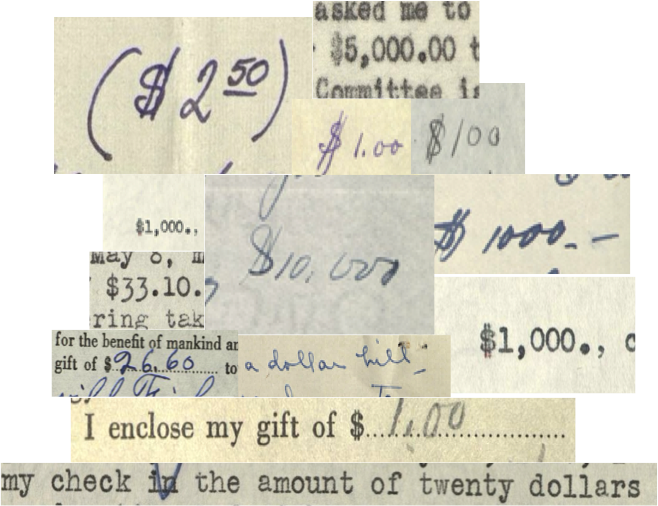 asked me to
$5,000.00 t
Committee is
($ 2 50)
$ 1.00
$100
$1,000.,
$10,000
$ 1000.-—
May 8,
$33.10.
ring tak
$1,000., c
for the benefit of mankind an
gift of $26.60 to
a dollar bill-
I enclose my gift of $ 1.00
my check in the amount of twenty dollars